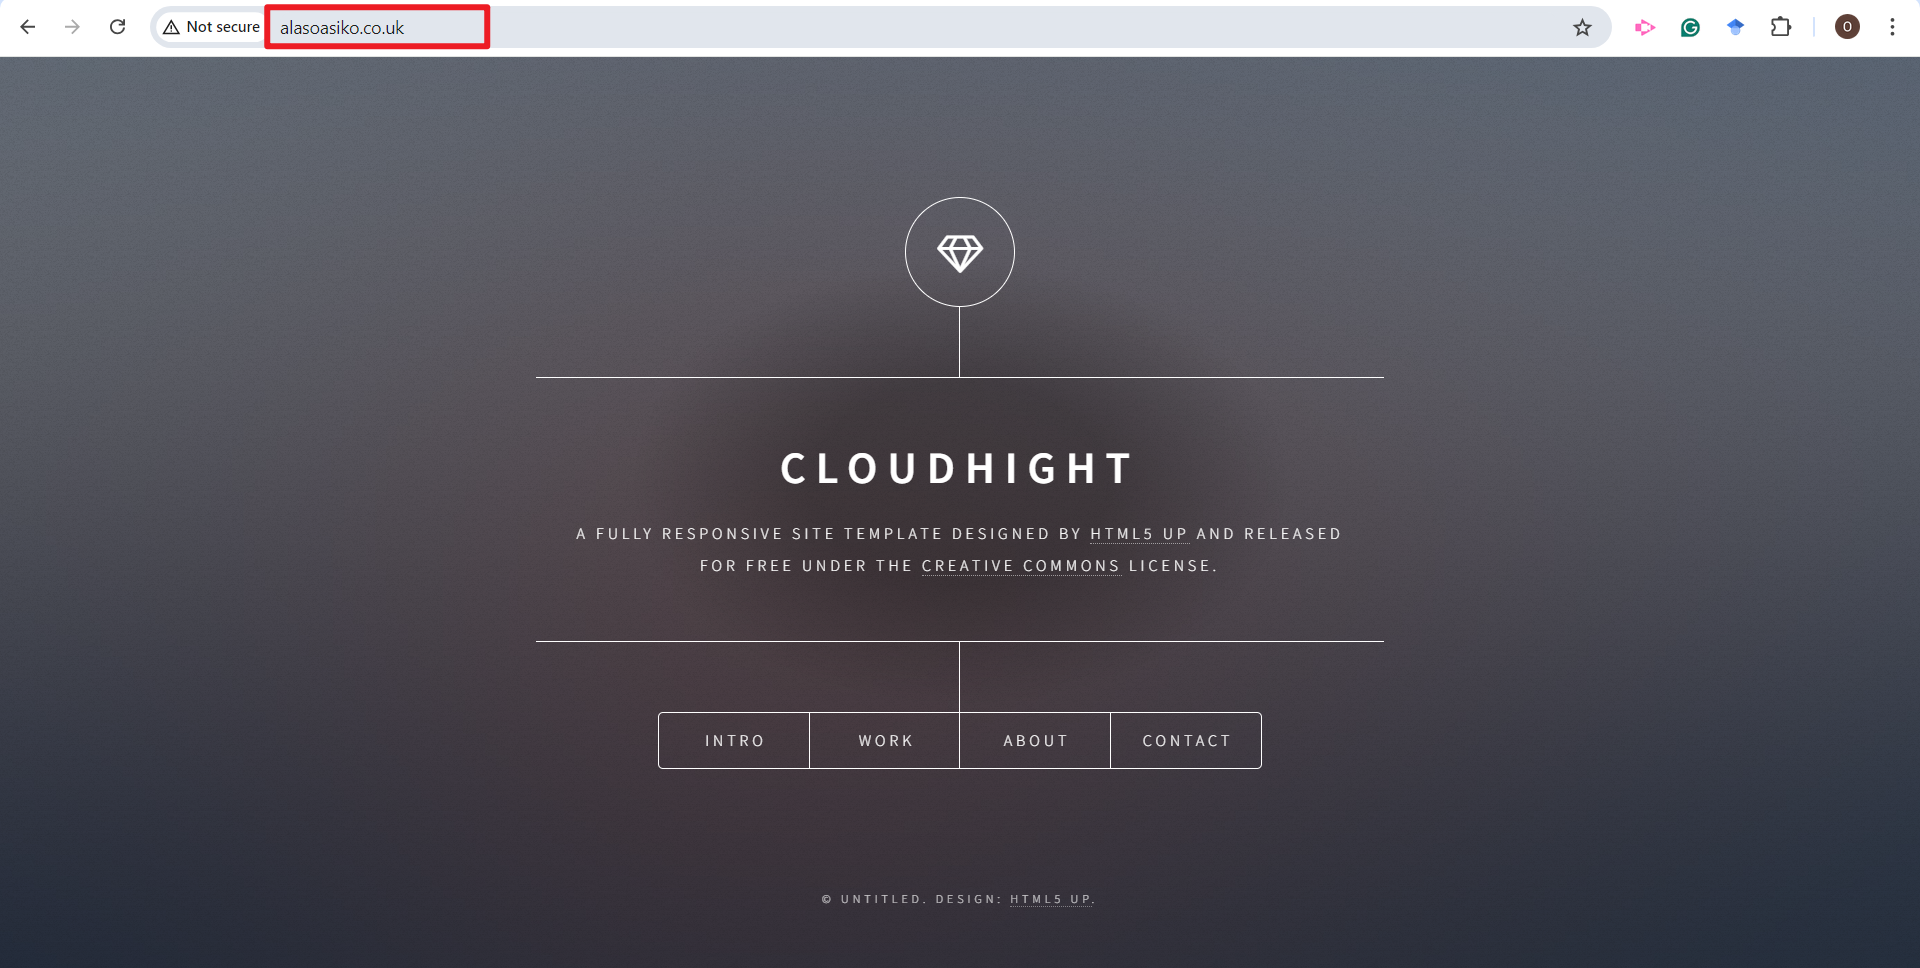 Not secure
alasoasiko.co.uk
O
CLOUDHIGHT
A FULLY RESPONSIVE SITE TEMPLATE DESIGNED BY HTML5 UP AND RELEASED
FOR FREE UNDER THE CREATIVE COMMONS LICENSE.
INTRO
WORK
ABOUT
CONTACT
© UNTITLED. DESIGN: HTML5 UP.